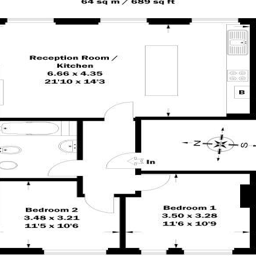 64 sq m / 689 sq ft
Reception Room /
Kitchen
6.66 x 4.35
21'10 x 14'3
B
N
S
In
Bedroom 2
3.48 x 3.21
11'5 x 10'6
Bedroom 1
3.50 x 3.28
11'6 x 10'9